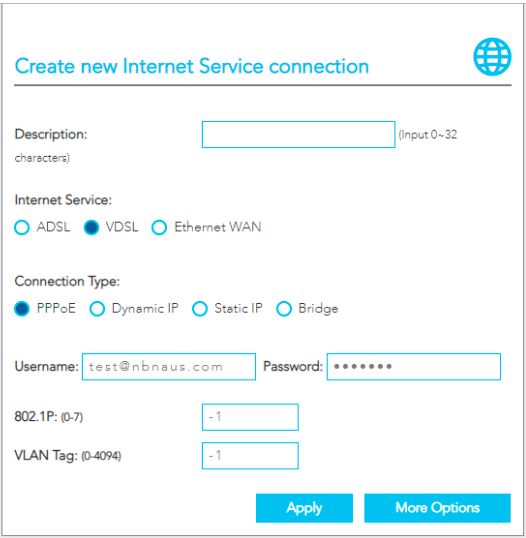 Create new Internet Service connection
Description: (Input 0~32
characters)
Internet Service:
ADSL VDSL Ethernet WAN
Connection Type:
PPPoE Dynamic IP Static IP Bridge
Username: test@nbnaus.com Password: •••••••
802.1P: (0-7) -1
VLAN Tag: (0-4094) -1
Apply More Options